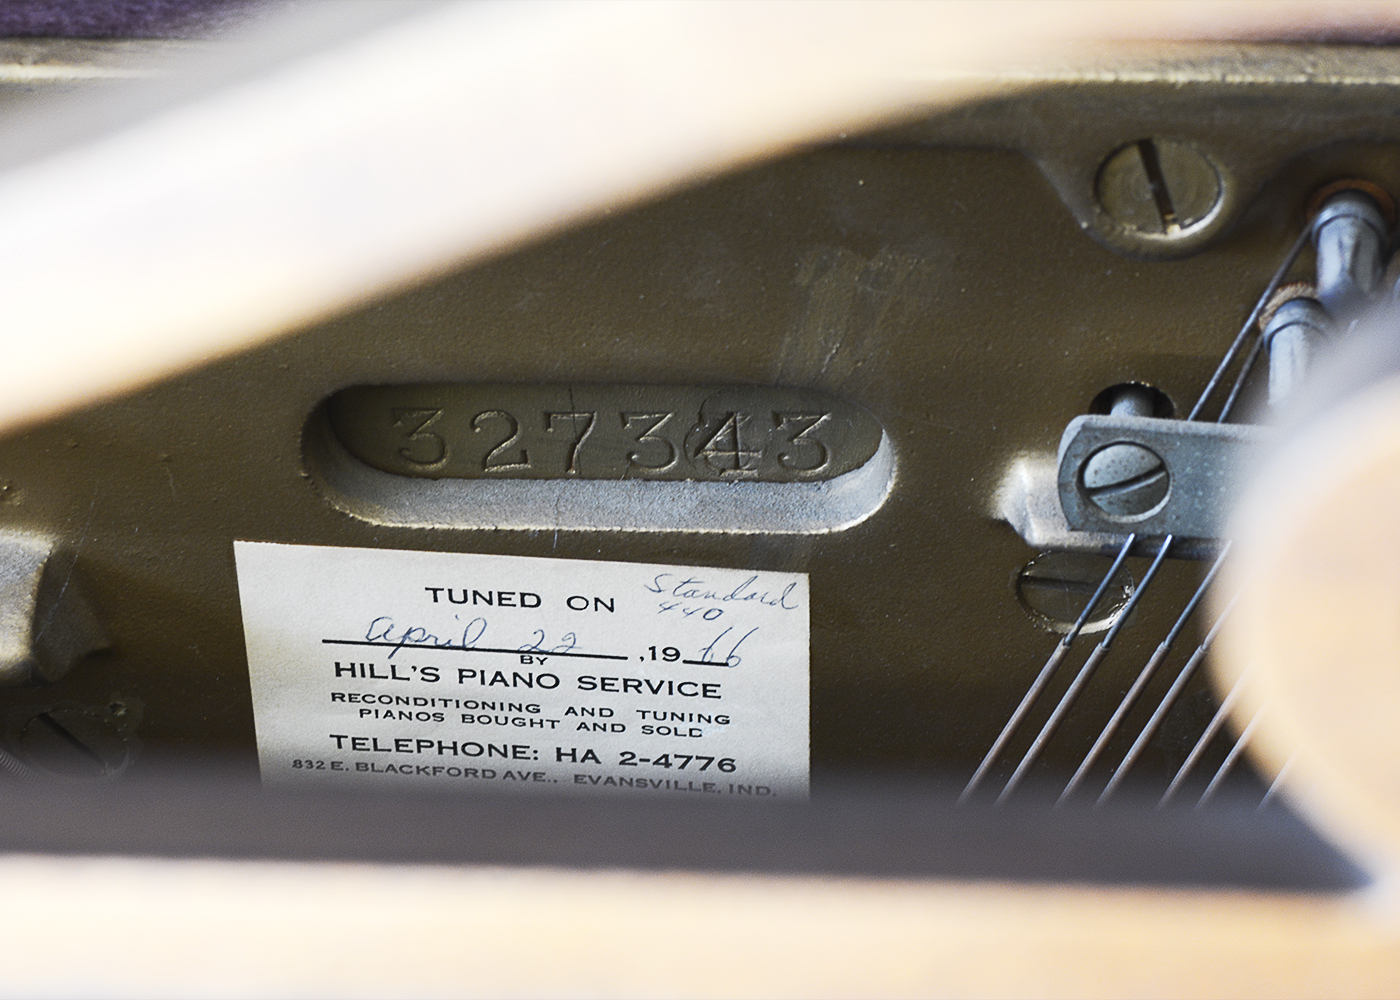 327343
TUNED ON Standard
440
April 22, 1966
BY
HILL'S PIANO SERVICE
RECONDITIONING AND TUNING
PIANOS BOUGHT AND SOLD
TELEPHONE: HA 2-4776
832 E. BLACKFORD AVE., EVANSVILLE, IND.